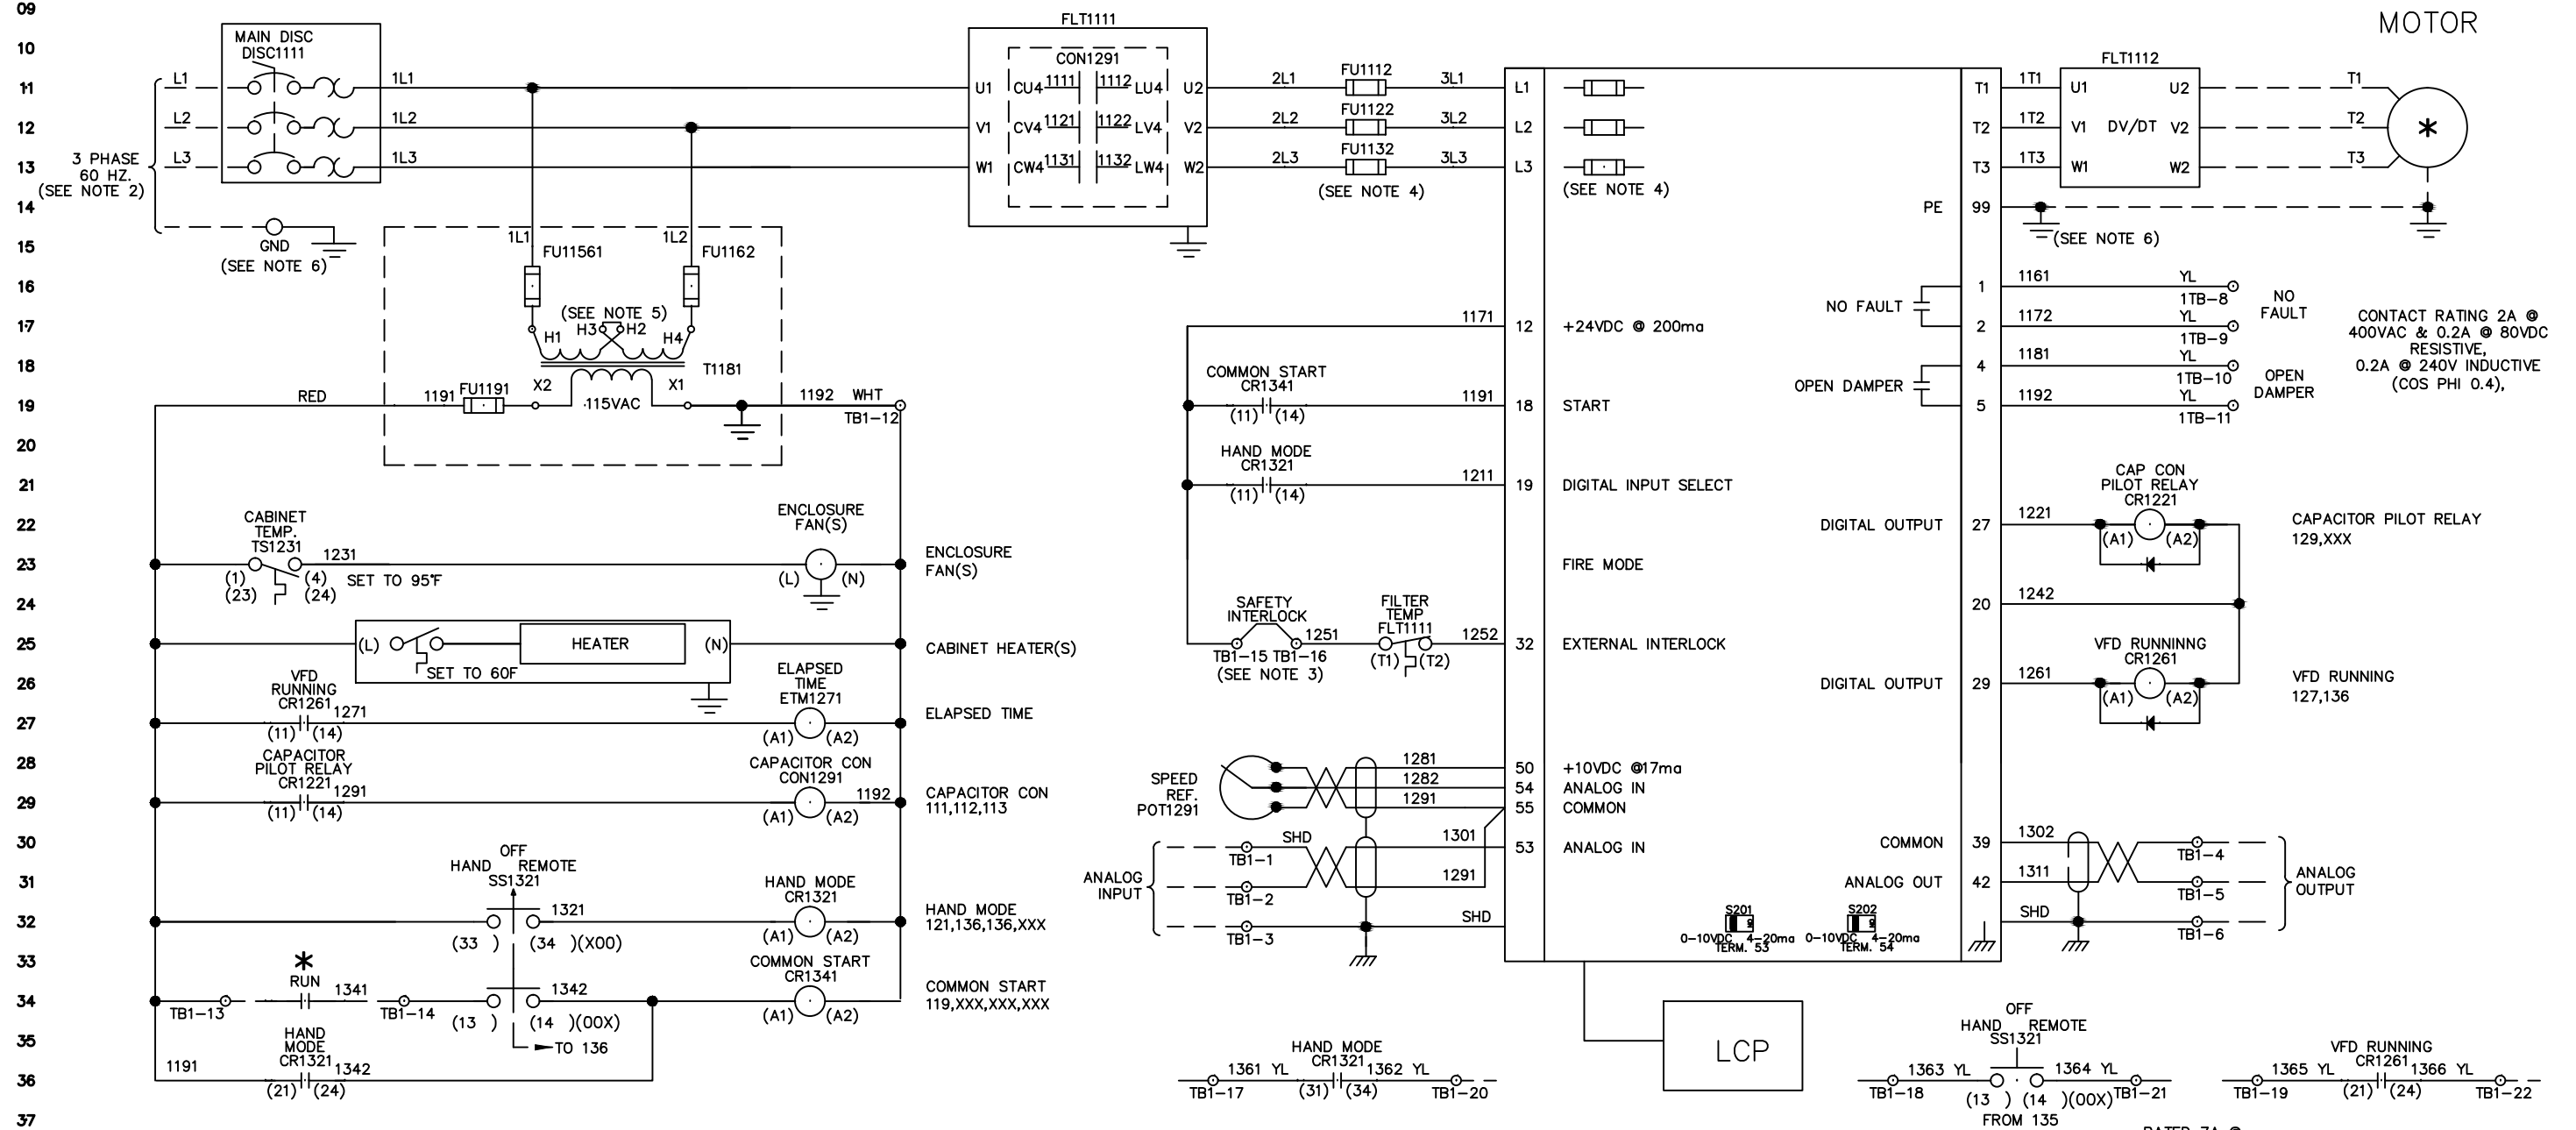 09
MOTOR
FLT1111
10
MAIN DISC
DISC1111
CON1291
FLT1112
11
L1
1L1
U1
CU4
1111
1112
LU4
U2
2L1
FU1112
3L1
L1
T1
1T1
U1
U2
T1
12
L2
1L2
V1
CV4
1121
1122
LV4
V2
2L2
FU1122
3L2
L2
T2
1T2
V1
DV/DT
V2
T2
*
13
3 PHASE
60 HZ.
(SEE NOTE 2)
L3
1L3
W1
CW4
1131
1132
LW4
W2
2L3
FU1132
3L3
L3
T3
1T3
W1
W2
T3
(SEE NOTE 4)
(SEE NOTE 4)
14
PE
99
(SEE NOTE 6)
15
GND
(SEE NOTE 6)
1L1
FU11561
1L2
FU1162
16
1
1161
YL
1TB-8
NO FAULT
NO
FAULT
17
(SEE NOTE 5)
H1
H3
H2
H4
1171
12
+24VDC @ 200ma
2
1172
YL
1TB-9
CONTACT RATING 2A @
400VAC & 0.2A @ 80VDC
RESISTIVE,
0.2A @ 240V INDUCTIVE
(COS PHI 0.4),
18
T1181
COMMON START
CR1341
(11)
(14)
OPEN DAMPER
4
1181
YL
1TB-10
OPEN
DAMPER
19
RED
1191
FU1191
X2
115VAC
X1
1192
WHT
TB1-12
1191
18
START
5
1192
YL
1TB-11
20
HAND MODE
CR1321
(11)
(14)
21
1211
19
DIGITAL INPUT SELECT
CAP CON
PILOT RELAY
CR1221
22
CABINET
TEMP.
TS1231
ENCLOSURE
FAN(S)
DIGITAL OUTPUT
27
1221
(A1)
(A2)
CAPACITOR PILOT RELAY
129,XXX
23
1231
(1)
(23)
(4)
(24)
SET TO 95°F
(L)
(N)
ENCLOSURE
FAN(S)
FIRE MODE
24
SAFETY
INTERLOCK
FILTER
TEMP
FLT1111
20
1242
25
(L)
HEATER
(N)
SET TO 60F
CABINET HEATER(S)
TB1-15
TB1-16
(SEE NOTE 3)
1251
(T1)
(T2)
1252
32
EXTERNAL INTERLOCK
VFD RUNNINNG
CR1261
26
VFD
RUNNING
CR1261
ELAPSED
TIME
ETM1271
DIGITAL OUTPUT
29
1261
(A1)
(A2)
VFD RUNNING
127,136
27
1271
(11)
(14)
(A1)
(A2)
ELAPSED TIME
28
CAPACITOR
PILOT RELAY
CR1221
CAPACITOR CON
CON1291
SPEED
REF.
POT1291
1281
50
+10VDC @17ma
1282
54
ANALOG IN
29
1291
(11)
(14)
(A1)
(A2)
1192
CAPACITOR CON
111,112,113
1291
55
COMMON
30
OFF
HAND
REMOTE
SS1321
TB1-1
SHD
1301
53
ANALOG IN
COMMON
39
1302
TB1-4
31
HAND MODE
CR1321
ANALOG
INPUT
TB1-2
1291
ANALOG OUT
42
1311
TB1-5
ANALOG
OUTPUT
32
1321
(33 )
(34 )(X00)
(A1)
(A2)
HAND MODE
121,136,136,XXX
TB1-3
SHD
S201
0-10VDC 4-20ma
TERM. 53
S202
0-10VDC 4-20ma
TERM. 54
SHD
TB1-6
33
*
RUN
COMMON START
CR1341
34
TB1-13
1341
TB1-14
1342
(13 )
(14 )(00X)
(A1)
(A2)
COMMON START
119,XXX,XXX,XXX
35
HAND
MODE
CR1321
TO 136
HAND MODE
CR1321
LCP
OFF
HAND
REMOTE
SS1321
VFD RUNNING
CR1261
36
1191
1342
(21)
(24)
TB1-17
1361 YL
(31)
(34)
1362 YL
TB1-20
TB1-18
1363 YL
(13 )
(14 )(00X)
1364 YL
TB1-21
TB1-19
1365 YL
(21)
(24)
1366 YL
TB1-22
37
FROM 135